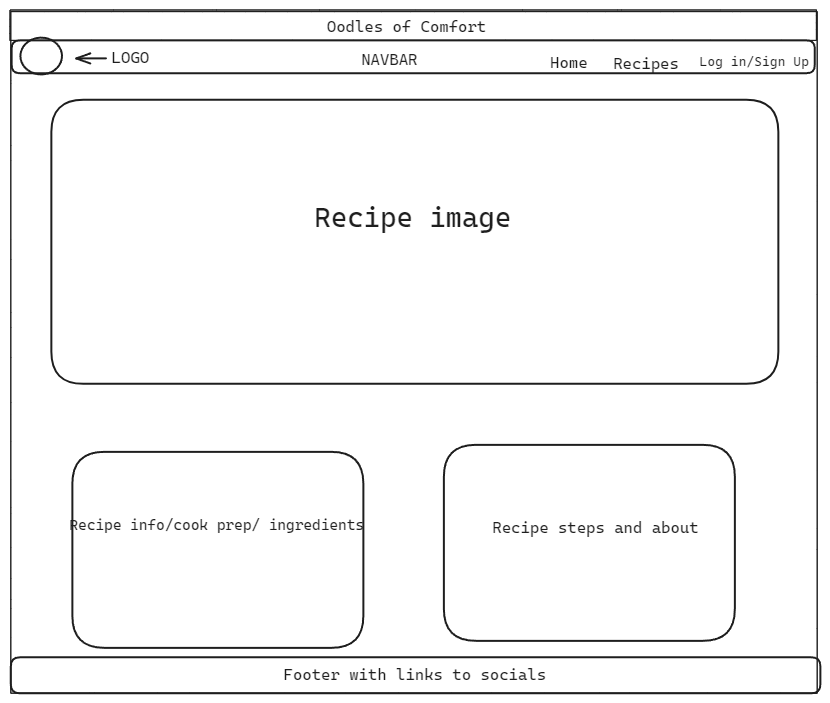 Oodles of Comfort
LOGO
NAVBAR
Home
Recipes
Log in/Sign Up
Recipe image
Recipe info/cook prep/ ingredients
Recipe steps and about
Footer with links to socials